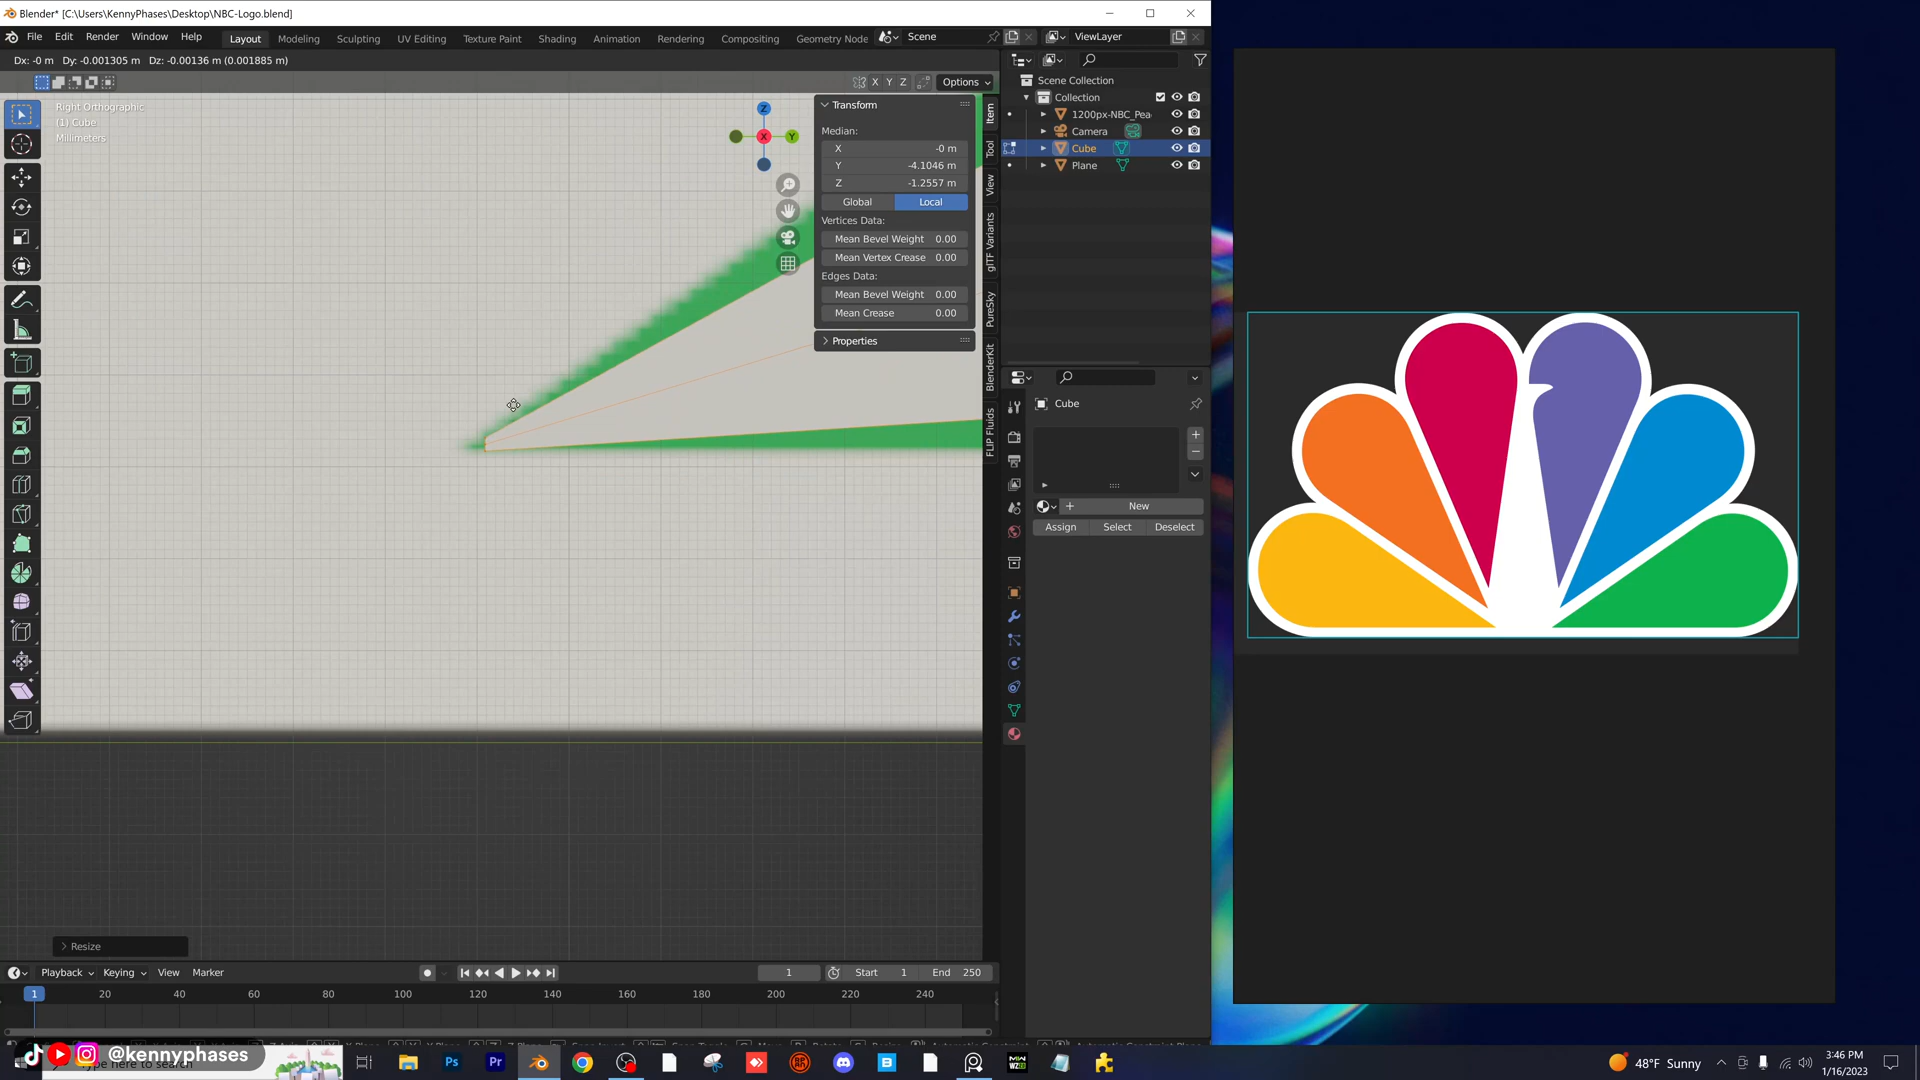 Blender* [C:\Users\KennyPhases\Desktop\NBC-Logo.blend]
File Edit Render Window Help Layout Modeling Sculpting UV Editing Texture Paint Shading Animation Rendering Compositing Geometry Node Scene ViewLayer
Dx: -0 m Dy: -0.001305 m Dz: -0.00136 m (0.001885 m)
X Y Z Options
Scene Collection
Collection
1200px-NBC_Pea
Camera
Cube
Plane
Right Orthographic
(1) Cube
Millimeters
Z
X
Y
Transform
Median:
X -0 m
Y -4.1046 m
Z -1.2557 m
Global Local
Vertices Data:
Mean Bevel Weight 0.00
Mean Vertex Crease 0.00
Edges Data:
Mean Bevel Weight 0.00
Mean Crease 0.00
Properties
Item
Tool
View
glTF Variants
PureSky
BlenderKit
FLIP Fluids
Cube
New
Assign Select Deselect
Resize
Playback Keying View Marker 1 Start 1 End 250
1 20 40 60 80 100 120 140 160 180 200 220 240
@kennyphases
Type here to search
Ps
Pr
48°F Sunny
3:46 PM
1/16/2023